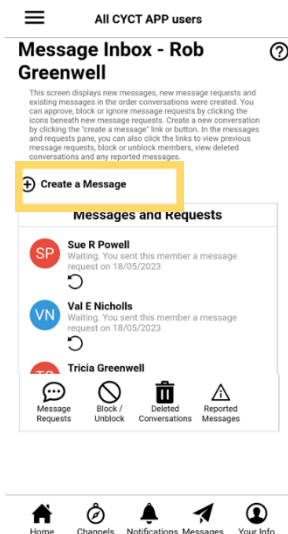 All CYCT APP users
Message Inbox - Rob
Greenwell
?
This screen displays new messages, new message requests and
existing messages in the order conversations were created. You
can approve, block or ignore message requests by clicking the
icons beneath new message requests. Create a new conversation
by clicking the "create a message" link or button. In the messages
and requests pane, you can also click the links to view previous
message requests, block or unblock members, view deleted
conversations and any reported messages.
Create a Message
Messages and Requests
SP
Sue R Powell
Waiting. You sent this member a message
request on 18/05/2023
VN
Val E Nicholls
Waiting. You sent this member a message
request on 18/05/2023
TG
Tricia Greenwell
Message
Requests
Block /
Unblock
Deleted
Conversations
Reported
Messages
Home
Channels
Notifications
Messages
Your Info